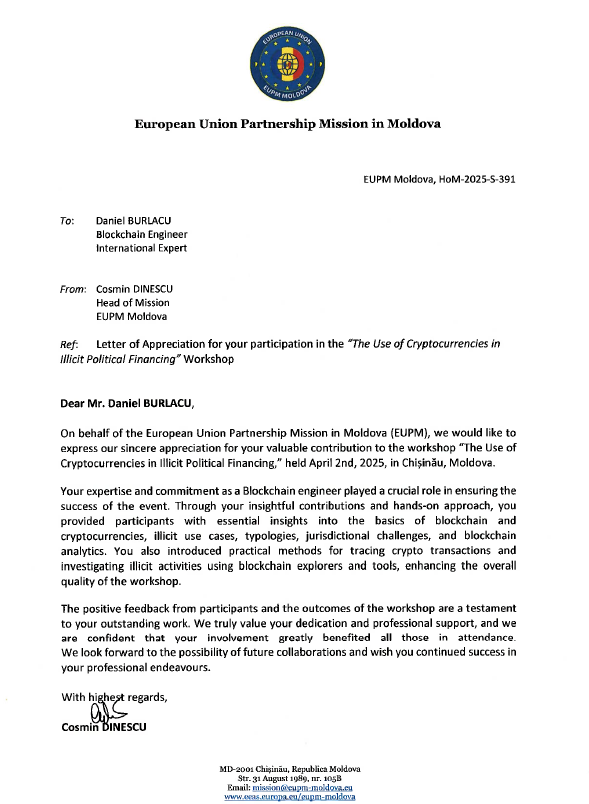 EUROPEAN UNION
EUPM MOLDOVA
European Union Partnership Mission in Moldova
EUPM Moldova, HoM-2025-S-391
To: Daniel BURLACU
Blockchain Engineer
International Expert
From: Cosmin DINESCU
Head of Mission
EUPM Moldova
Ref: Letter of Appreciation for your participation in the "The Use of Cryptocurrencies in
Illicit Political Financing" Workshop
Dear Mr. Daniel BURLACU,
On behalf of the European Union Partnership Mission in Moldova (EUPM), we would like to
express our sincere appreciation for your valuable contribution to the workshop "The Use of
Cryptocurrencies in Illicit Political Financing," held April 2nd, 2025, in Chișinău, Moldova.
Your expertise and commitment as a Blockchain engineer played a crucial role in ensuring the
success of the event. Through your insightful contributions and hands-on approach, you
provided participants with essential insights into the basics of blockchain and
cryptocurrencies, illicit use cases, typologies, jurisdictional challenges, and blockchain
analytics. You also introduced practical methods for tracing crypto transactions and
investigating illicit activities using blockchain explorers and tools, enhancing the overall
quality of the workshop.
The positive feedback from participants and the outcomes of the workshop are a testament
to your outstanding work. We truly value your dedication and professional support, and we
are confident that your involvement greatly benefited all those in attendance.
We look forward to the possibility of future collaborations and wish you continued success in
your professional endeavours.
With highest regards,
Cosmin DINESCU
MD-2001 Chișinău, Republica Moldova
Str. 31 August 1989, nr. 105B
Email: mission@eupm-moldova.eu
www.eeas.europa.eu/eupm-moldova